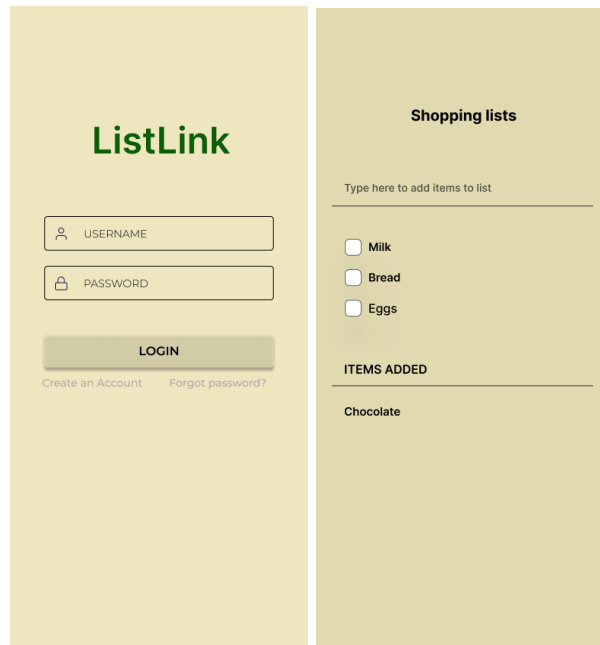 ListLink
USERNAME
PASSWORD
LOGIN
Create an Account Forgot password?
Shopping lists
Type here to add items to list
Milk
Bread
Eggs
ITEMS ADDED
Chocolate